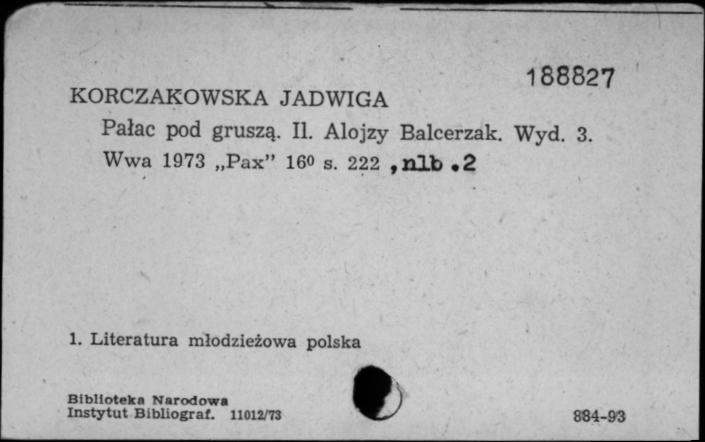 188827
KORCZAKOWSKA JADWIGA
Pałac pod gruszą. Il. Alojzy Balcerzak. Wyd. 3.
Wwa 1973 „Pax” 16⁰ s. 222 , nlb .2
1. Literatura młodzieżowa polska
Biblioteka Narodowa
Instytut Bibliograf. 11012/73
884-93